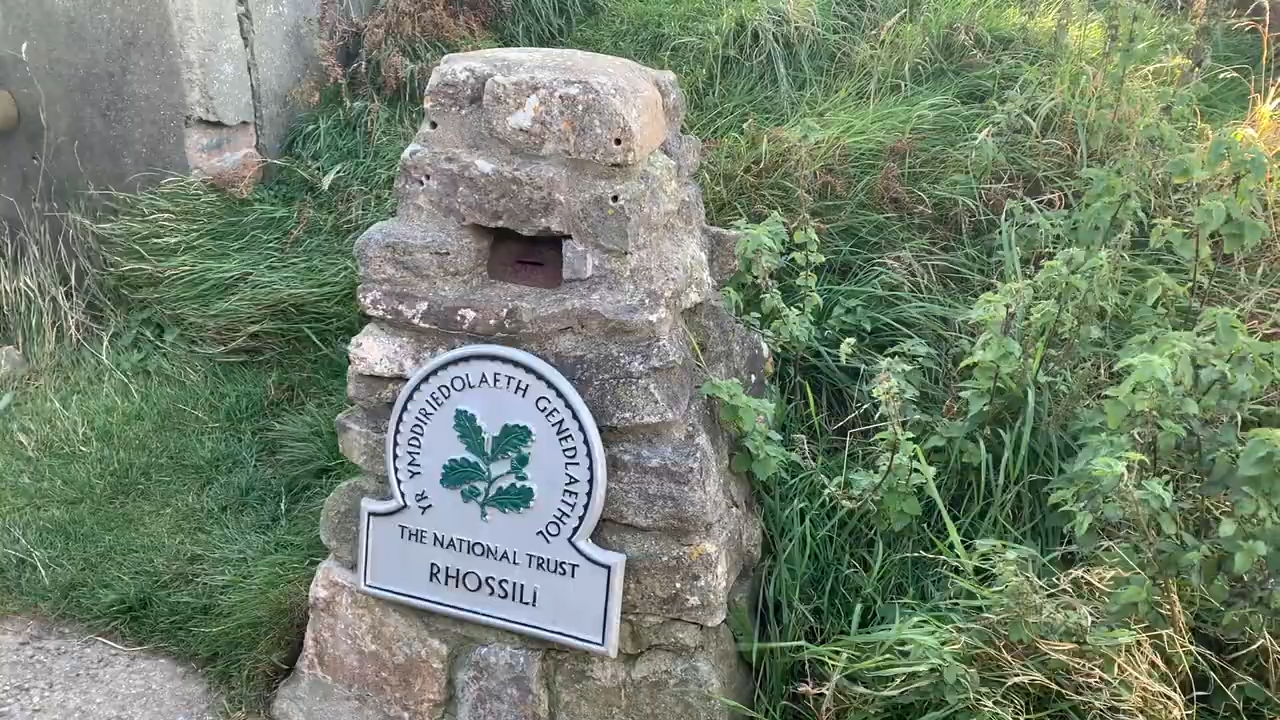 YR YMDDIRIEDOLAETH GENEDLAETHOL
THE NATIONAL TRUST
RHOSSILI